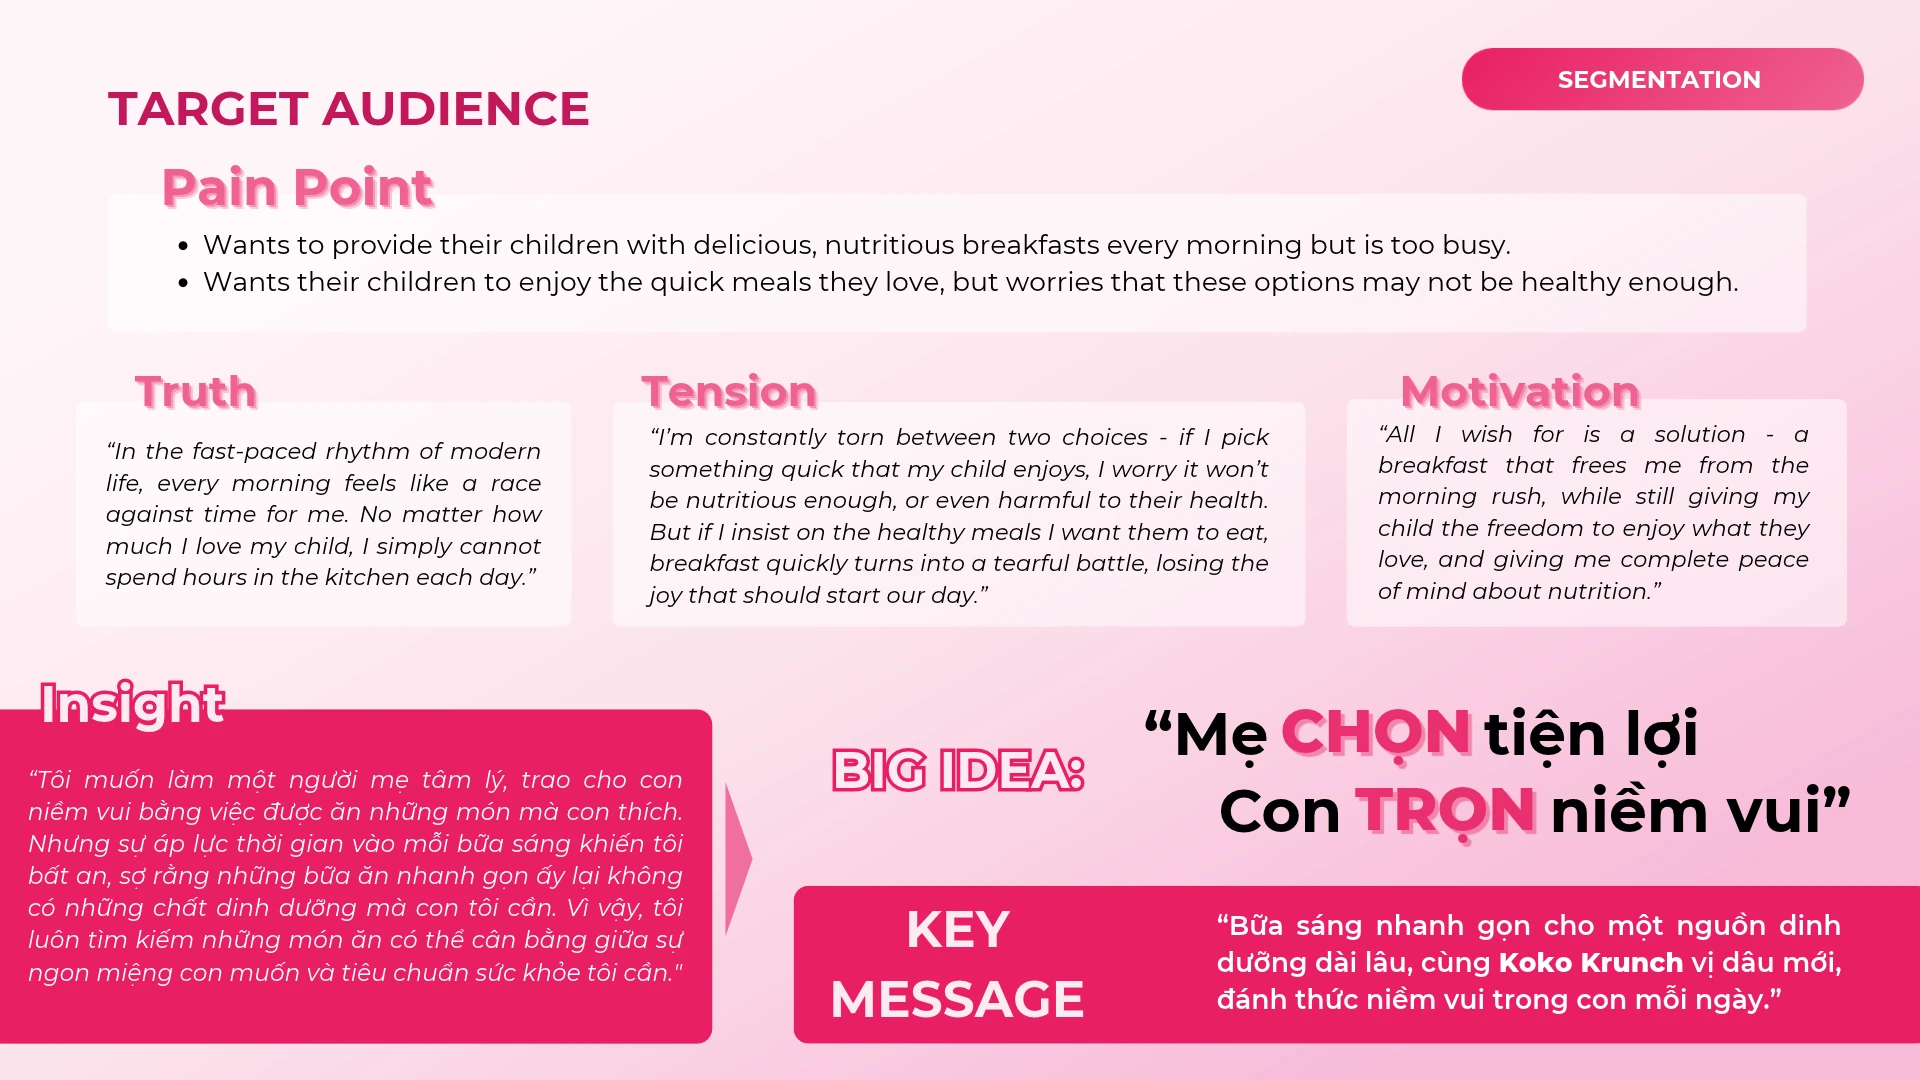 SEGMENTATION
TARGET AUDIENCE
Pain Point
• Wants to provide their children with delicious, nutritious breakfasts every morning but is too busy.
• Wants their children to enjoy the quick meals they love, but worries that these options may not be healthy enough.
Truth
“In the fast-paced rhythm of modern
life, every morning feels like a race
against time for me. No matter how
much I love my child, I simply cannot
spend hours in the kitchen each day.”
Tension
“I’m constantly torn between two choices - if I pick
something quick that my child enjoys, I worry it won’t
be nutritious enough, or even harmful to their health.
But if I insist on the healthy meals I want them to eat,
breakfast quickly turns into a tearful battle, losing the
joy that should start our day.”
Motivation
“All I wish for is a solution - a
breakfast that frees me from the
morning rush, while still giving my
child the freedom to enjoy what they
love, and giving me complete peace
of mind about nutrition.”
Insight
“Tôi muốn làm một người mẹ tâm lý, trao cho con
niềm vui bằng việc được ăn những món mà con thích.
Nhưng sự áp lực thời gian vào mỗi bữa sáng khiến tôi
bất an, sợ rằng những bữa ăn nhanh gọn ấy lại không
có những chất dinh dưỡng mà con tôi cần. Vì vậy, tôi
luôn tìm kiếm những món ăn có thể cân bằng giữa sự
ngon miệng con muốn và tiêu chuẩn sức khỏe tôi cần."
BIG IDEA:
“Mẹ CHỌN tiện lợi
Con TRỌN niềm vui”
KEY
MESSAGE
“Bữa sáng nhanh gọn cho một nguồn dinh
dưỡng dài lâu, cùng Koko Krunch vị dâu mới,
đánh thức niềm vui trong con mỗi ngày.”